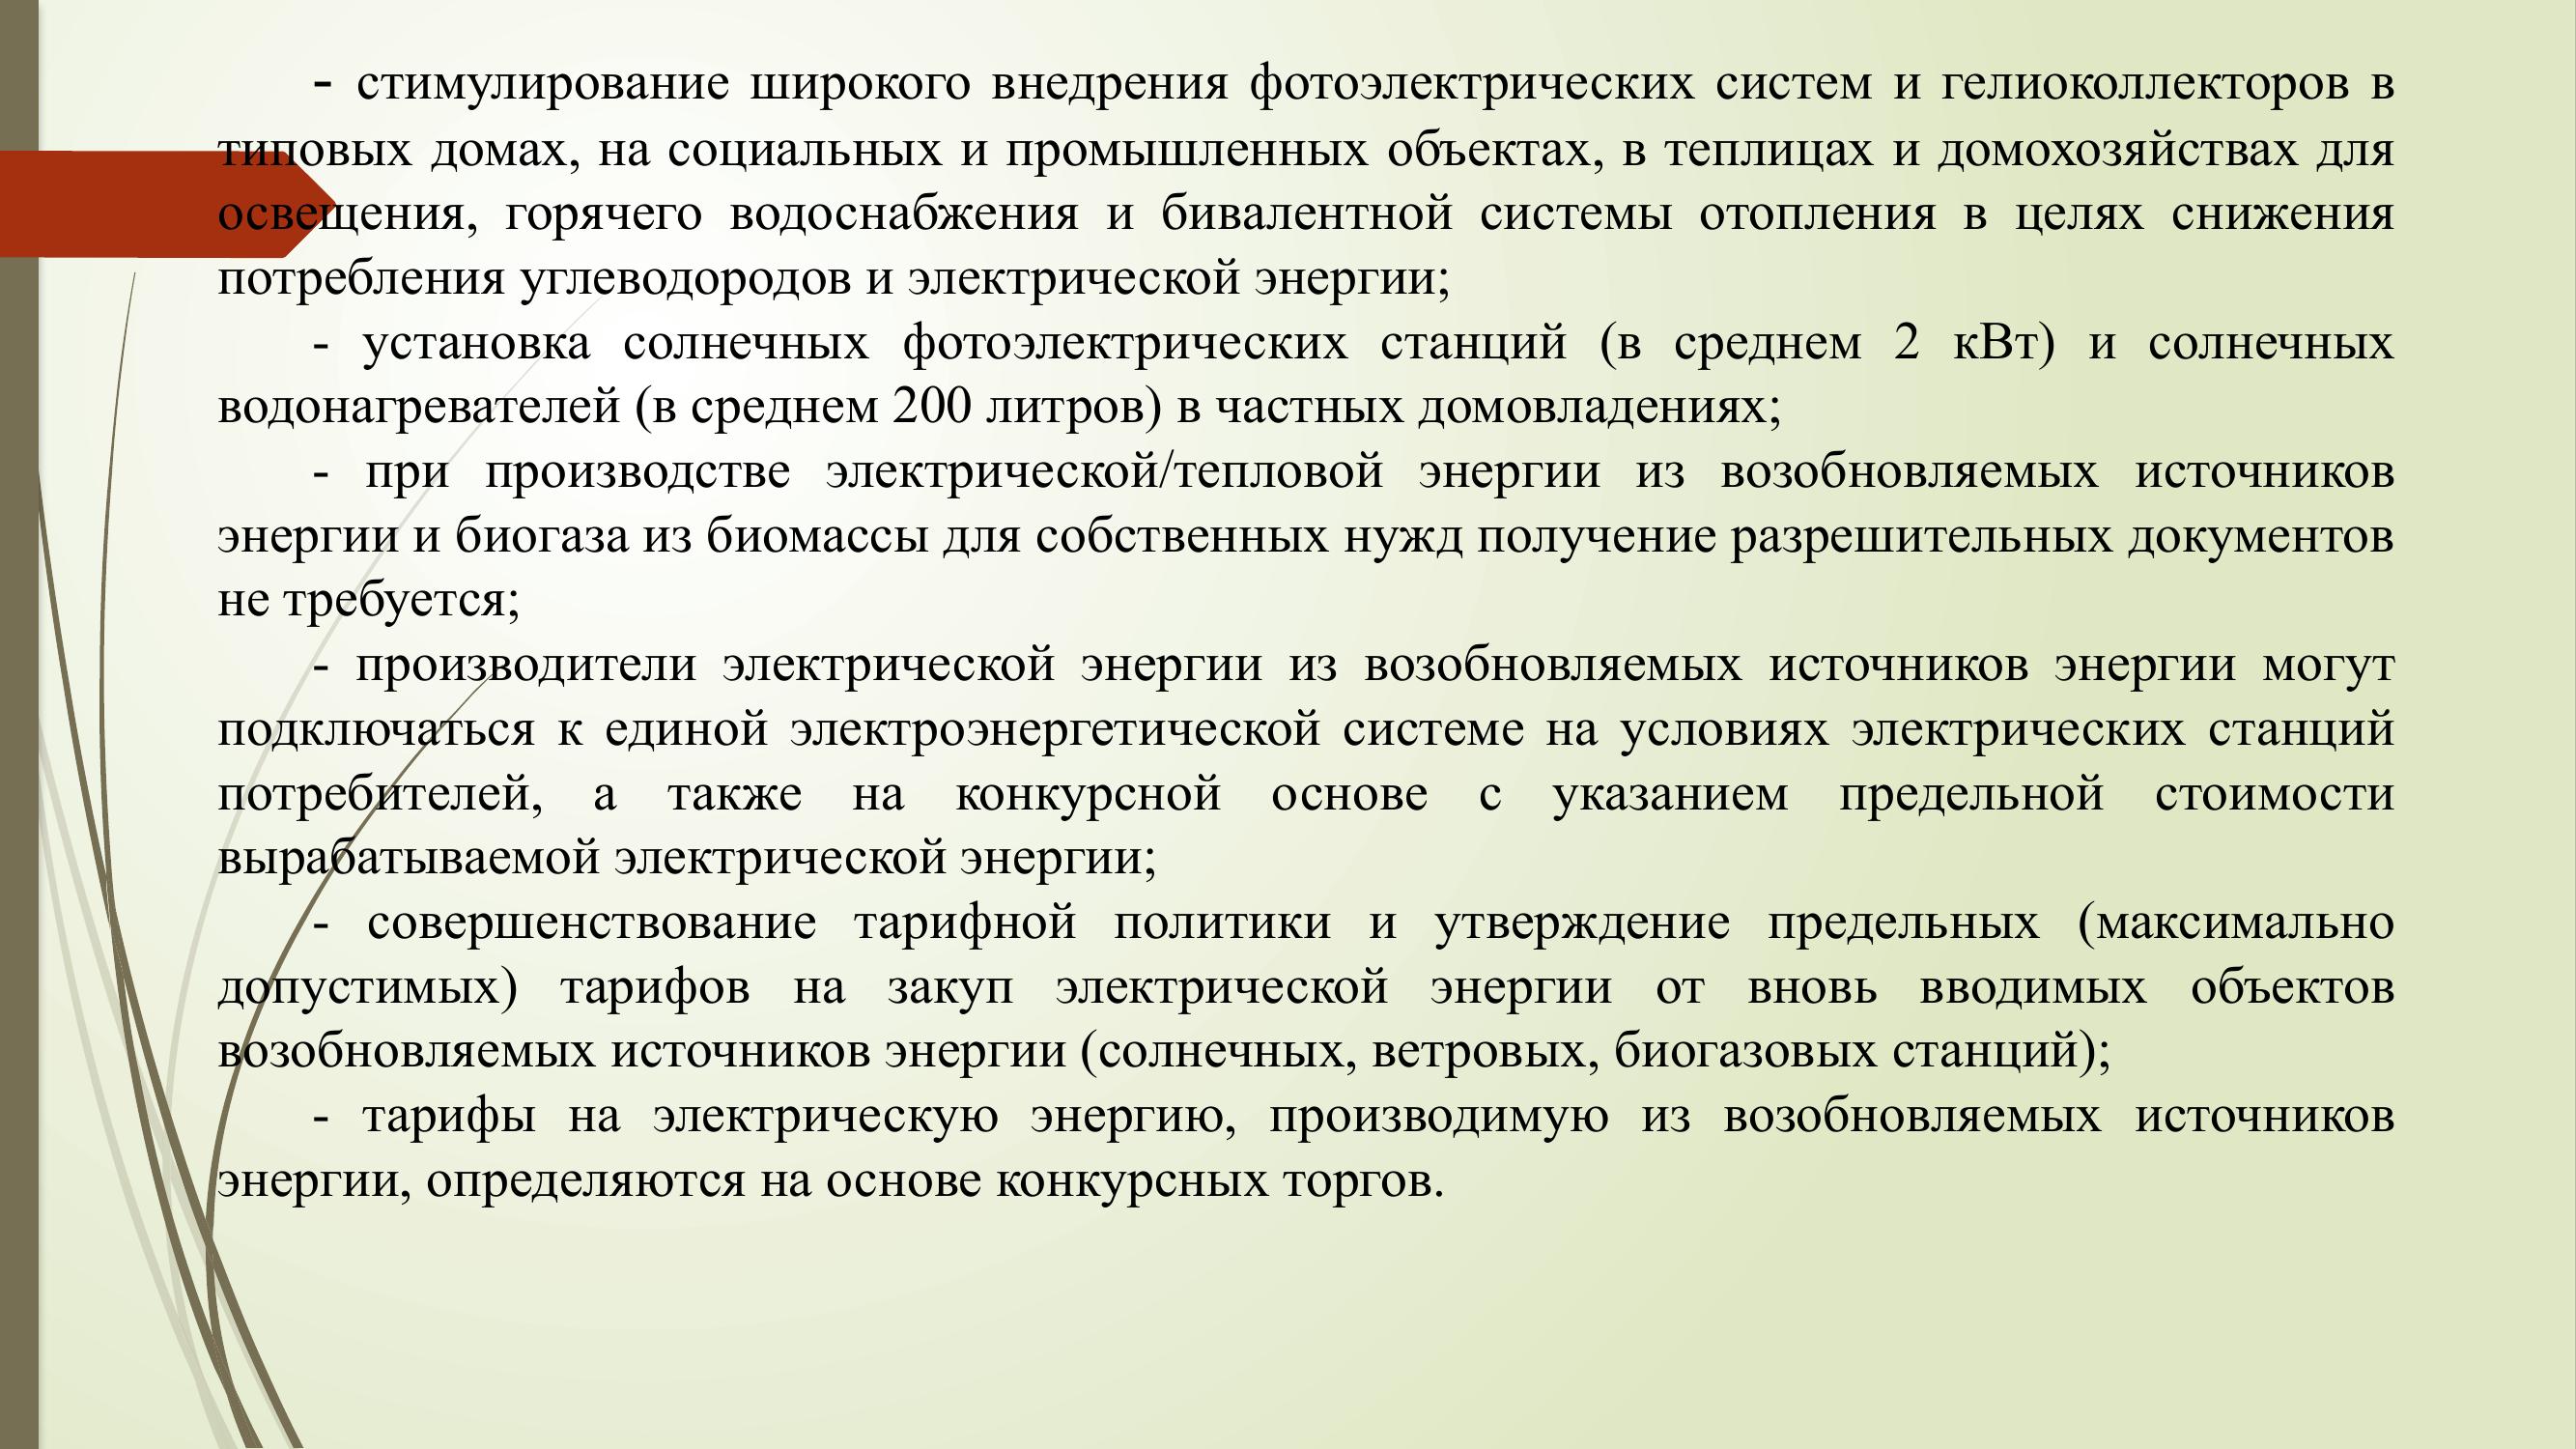 - стимулирование широкого внедрения фотоэлектрических систем и гелиоколлекторов в
типовых домах, на социальных и промышленных объектах, в теплицах и домохозяйствах для
освещения, горячего водоснабжения и бивалентной системы отопления в целях снижения
потребления углеводородов и электрической энергии;
- установка солнечных фотоэлектрических станций (в среднем 2 кВт) и солнечных
водонагревателей (в среднем 200 литров) в частных домовладениях;
- при производстве электрической/тепловой энергии из возобновляемых источников
энергии и биогаза из биомассы для собственных нужд получение разрешительных документов
не требуется;
- производители электрической энергии из возобновляемых источников энергии могут
подключаться к единой электроэнергетической системе на условиях электрических станций
потребителей, а также на конкурсной основе с указанием предельной стоимости
вырабатываемой электрической энергии;
- совершенствование тарифной политики и утверждение предельных (максимально
допустимых) тарифов на закуп электрической энергии от вновь вводимых объектов
возобновляемых источников энергии (солнечных, ветровых, биогазовых станций);
- тарифы на электрическую энергию, производимую из возобновляемых источников
энергии, определяются на основе конкурсных торгов.